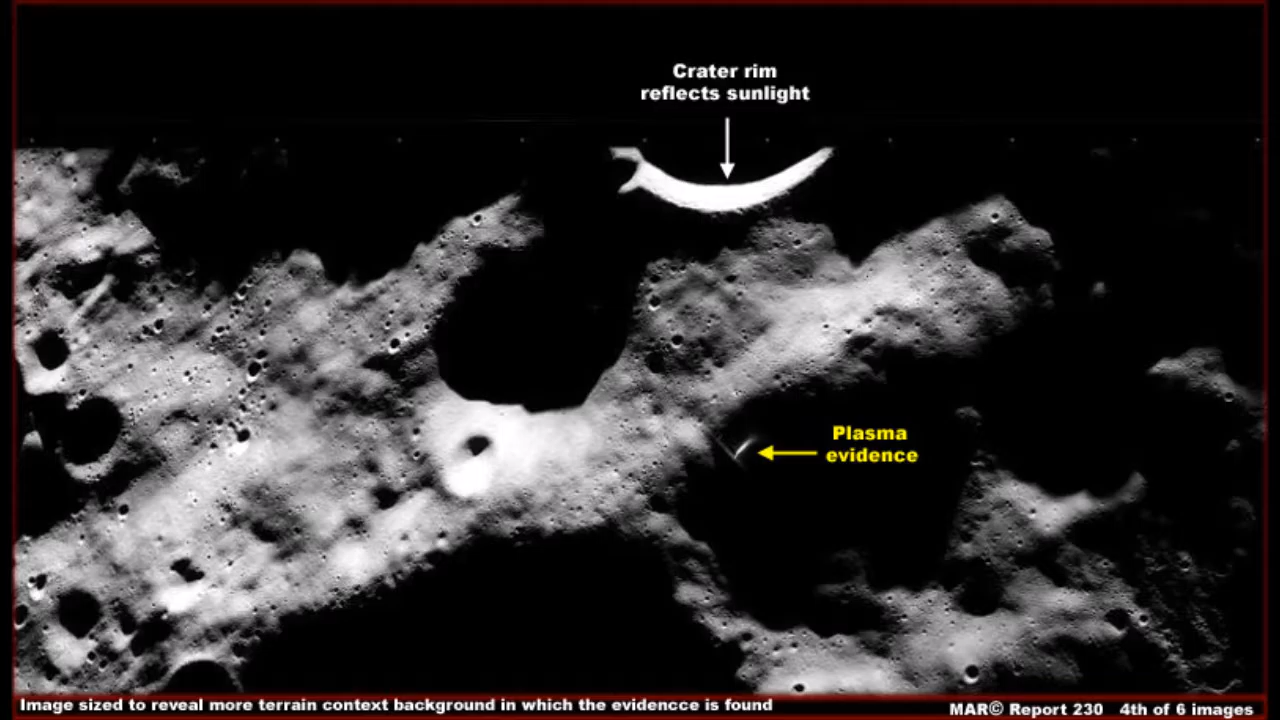 Crater rim
reflects sunlight
Plasma
evidence
Image sized to reveal more terrain context background in which the evidencce is found
MAR© Report 230 4th of 6 images